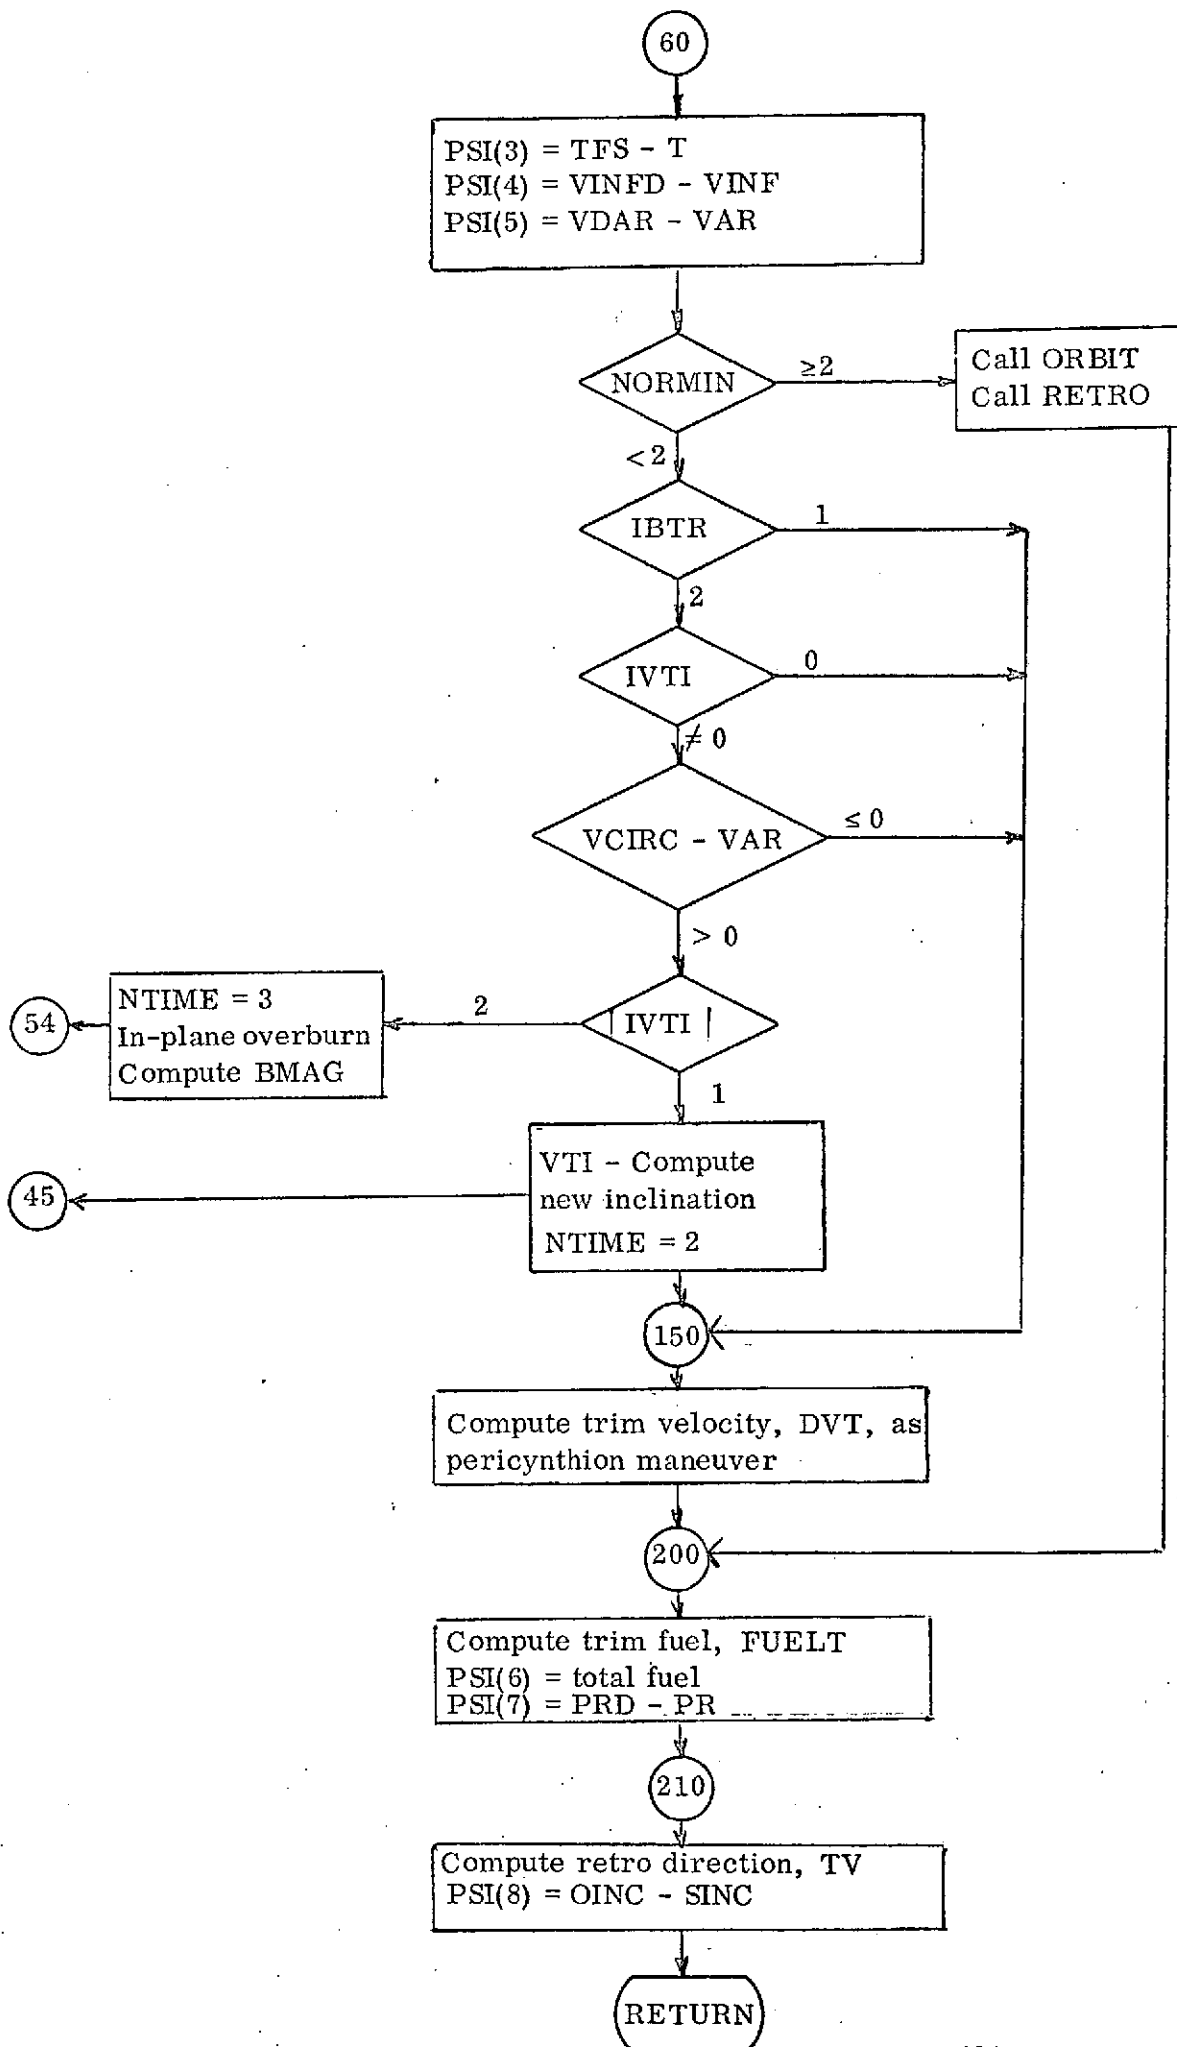 60
PSI(3) = TFS - T
PSI(4) = VINFD - VINF
PSI(5) = VDAR - VAR
NORMIN
≥2
Call ORBIT
Call RETRO
< 2
IBTR
1
2
IVTI
0
≠ 0
VCIRC - VAR
≤ 0
> 0
54
NTIME = 3
In-plane overburn
Compute BMAG
2
| IVTI |
1
45
VTI - Compute
new inclination
NTIME = 2
150
Compute trim velocity, DVT, as
pericynthion maneuver
200
Compute trim fuel, FUELT
PSI(6) = total fuel
PSI(7) = PRD - PR
210
Compute retro direction, TV
PSI(8) = OINC - SINC
RETURN